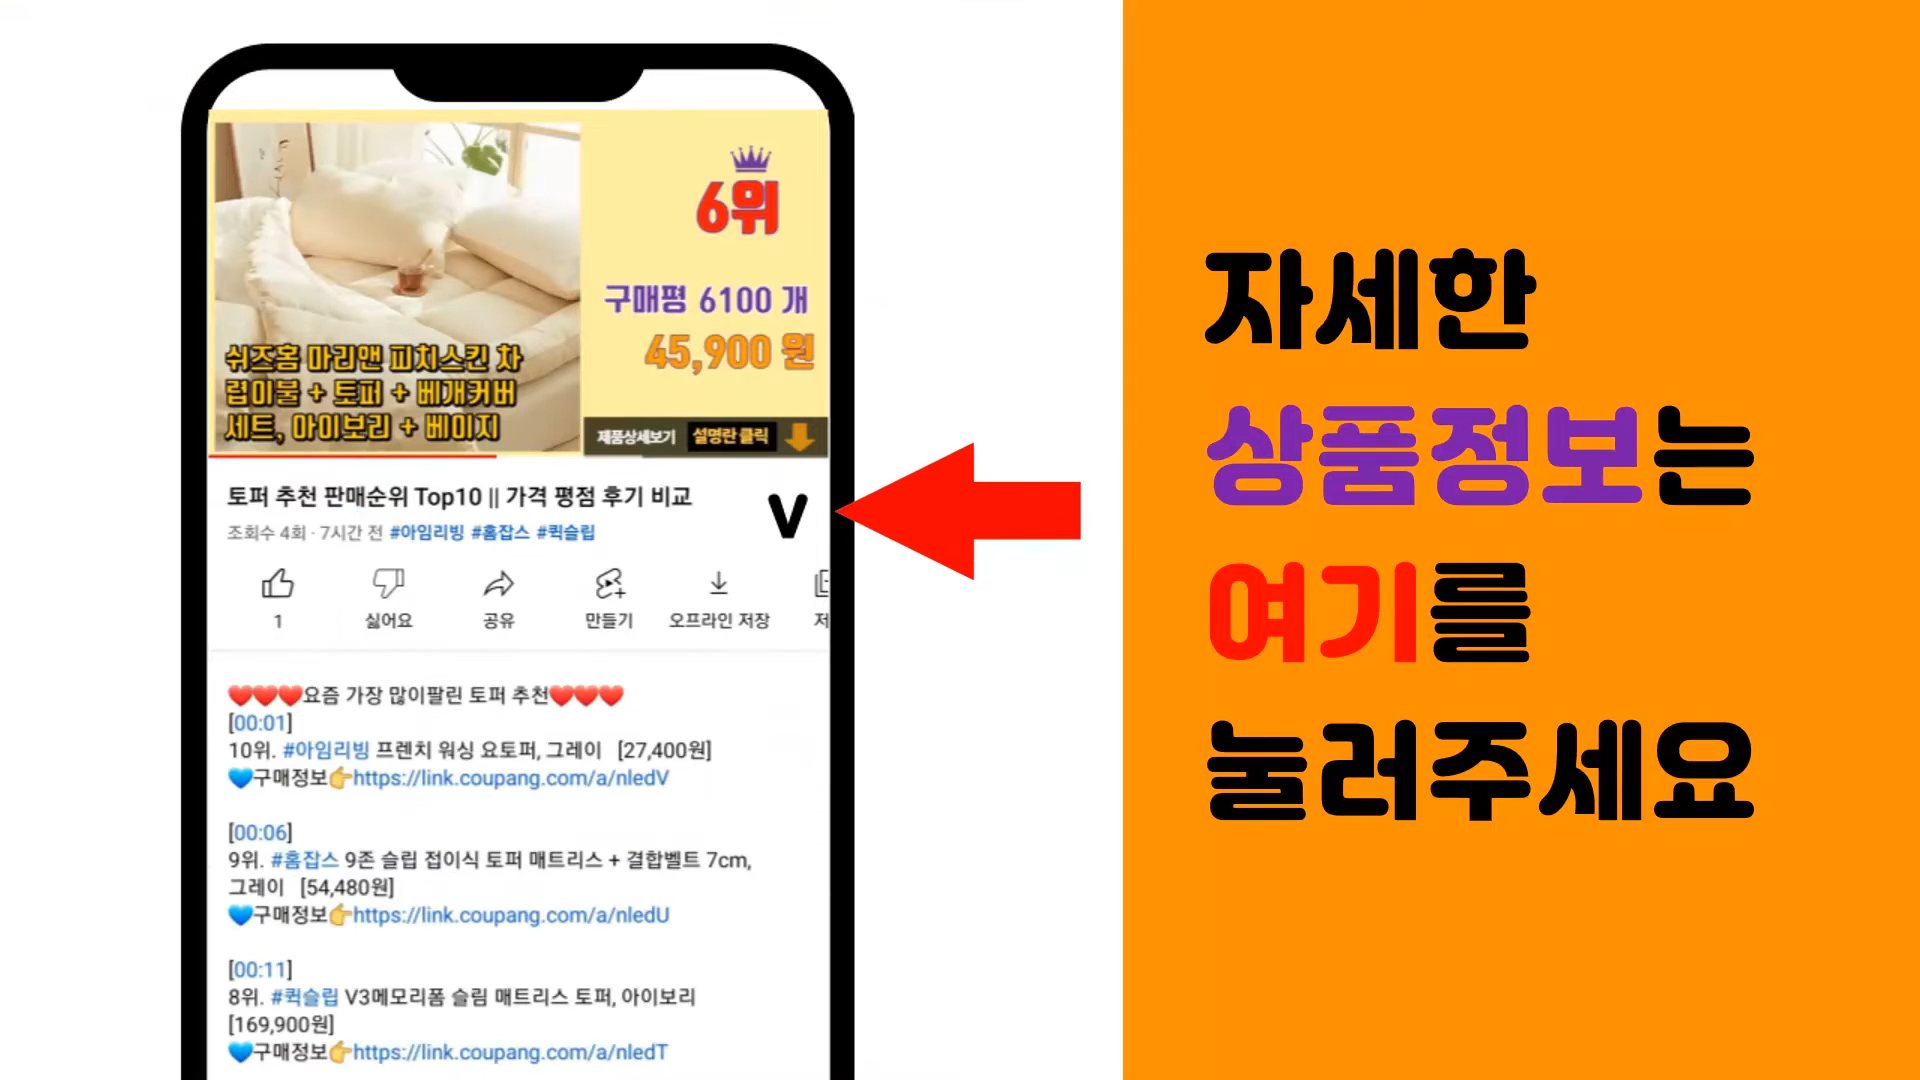 6위
구매평 6100 개
45,900 원
쉬즈홈 마리앤 피치스킨 차
렵이불 + 토퍼 + 베개커버
세트, 아이보리 + 베이지
제품상세보기 설명란 클릭
토퍼 추천 판매순위 Top10 || 가격 평점 후기 비교
V
조회수 4회 · 7시간 전 #아임리빙 #홈잡스 #퀵슬립
1 싫어요 공유 만들기 오프라인 저장 저
❤️❤️❤️요즘 가장 많이팔린 토퍼 추천❤️❤️❤️
[00:01]
10위. #아임리빙 프렌치 워싱 요토퍼, 그레이 [27,400원]
💙구매정보👉https://link.coupang.com/a/nledV
[00:06]
9위. #홈잡스 9존 슬립 접이식 토퍼 매트리스 + 결합벨트 7cm,
그레이 [54,480원]
💙구매정보👉https://link.coupang.com/a/nledU
[00:11]
8위. #퀵슬립 V3메모리폼 슬림 매트리스 토퍼, 아이보리
[169,900원]
💙구매정보👉https://link.coupang.com/a/nledT
자세한
상품정보는
여기를
눌러주세요